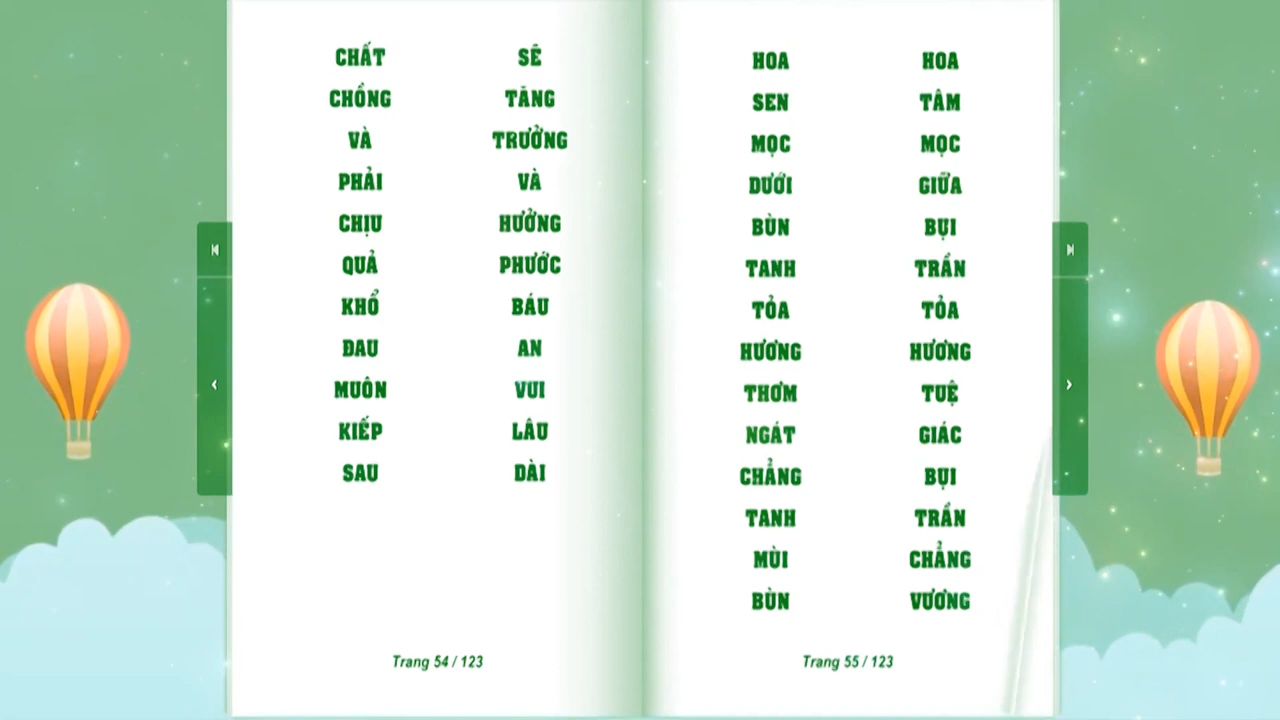 CHẤT
CHỒNG
VÀ
PHẢI
CHỊU
QUẢ
KHỔ
ĐAU
MUÔN
KIẾP
SAU
SẼ
TĂNG
TRƯỞNG
VÀ
HƯỞNG
PHƯỚC
BÁU
AN
VUI
LÂU
DÀI
Trang 54 / 123
HOA
SEN
MỌC
DƯỚI
BÙN
TANH
TỎA
HƯƠNG
THƠM
NGÁT
CHẲNG
TANH
MÙI
BÙN
HOA
TÂM
MỌC
GIỮA
BỤI
TRẦN
TỎA
HƯƠNG
TUỆ
GIÁC
BỤI
TRẦN
CHẲNG
VƯƠNG
Trang 55 / 123